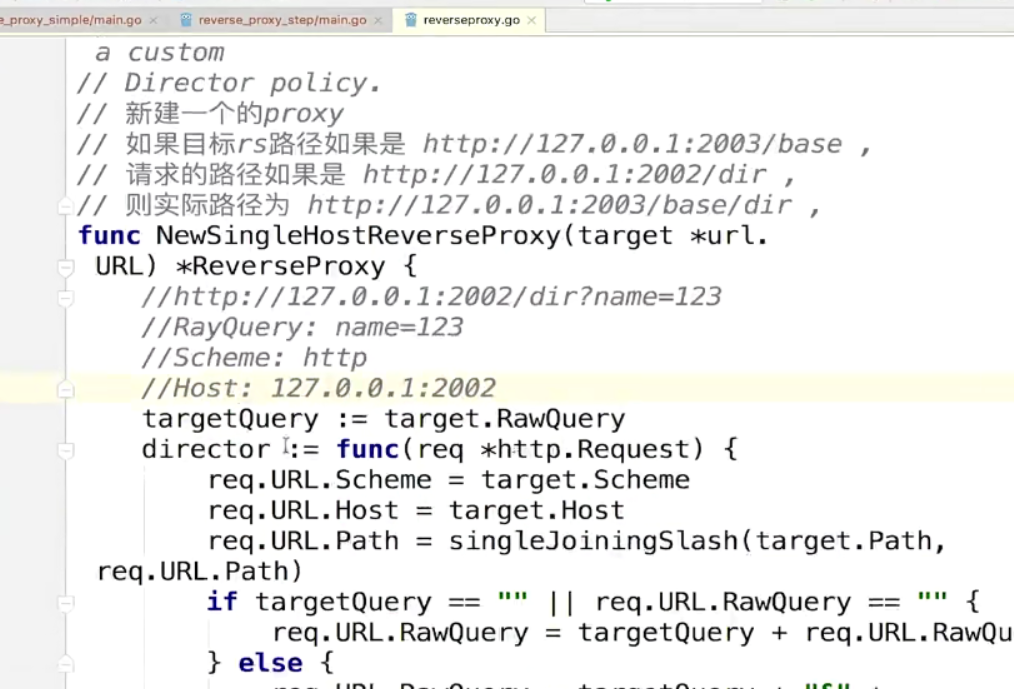 e_proxy_simple/main.go × reverse_proxy_step/main.go × reverseproxy.go ×
a custom
// Director policy.
// 新建一个的proxy
// 如果目标rs路径如果是 http://127.0.0.1:2003/base ,
// 请求的路径如果是 http://127.0.0.1:2002/dir ,
// 则实际路径为 http://127.0.0.1:2003/base/dir ,
func NewSingleHostReverseProxy(target *url.
URL) *ReverseProxy {
//http://127.0.0.1:2002/dir?name=123
//RayQuery: name=123
//Scheme: http
//Host: 127.0.0.1:2002
targetQuery := target.RawQuery
director := func(req *http.Request) {
req.URL.Scheme = target.Scheme
req.URL.Host = target.Host
req.URL.Path = singleJoiningSlash(target.Path,
req.URL.Path)
if targetQuery == "" || req.URL.RawQuery == "" {
req.URL.RawQuery = targetQuery + req.URL.RawQu
} else {